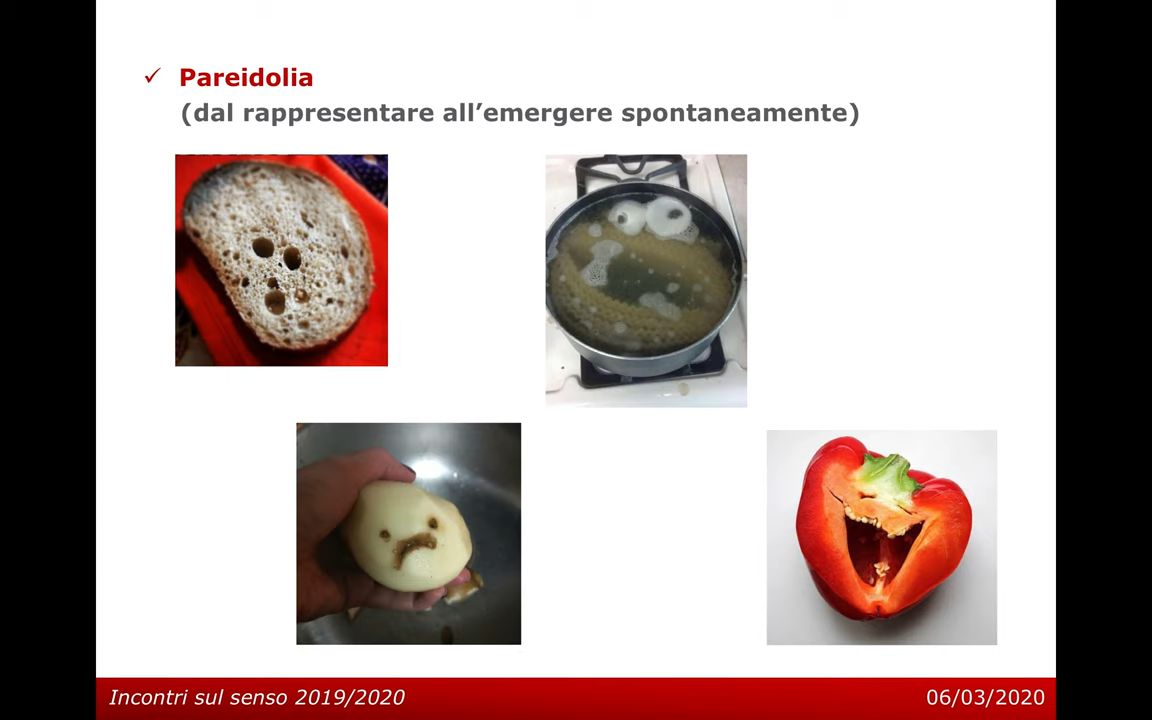 ✓ Pareidolia
(dal rappresentare all’emergere spontaneamente)
Incontri sul senso 2019/2020
06/03/2020